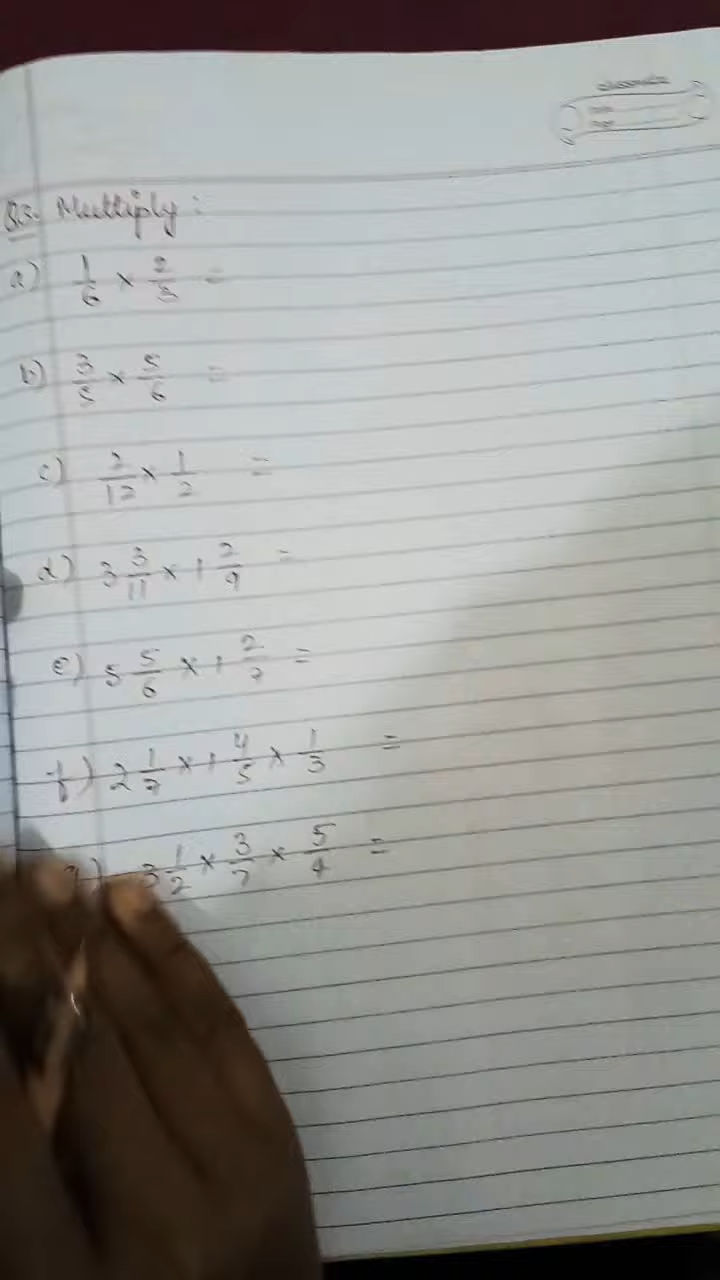 Q3. Multiply:
a) 1/6 × 2/3 =
b) 3/5 × 5/6 =
c) 2/12 × 1/2 =
d) 3 3/11 × 1 2/9 =
e) 5 5/6 × 1 2/7 =
f) 2 1/7 × 1 4/5 × 1/3 =
g) 3 1/2 × 3/7 × 5/4 =